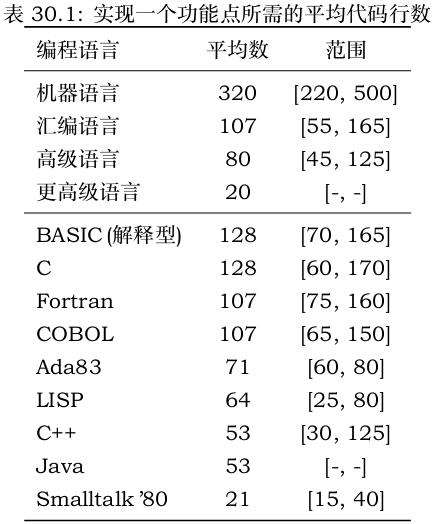 表 30.1: 实现一个功能点所需的平均代码行数
编程语言 平均数 范围
机器语言 320 [220, 500]
汇编语言 107 [55, 165]
高级语言 80 [45, 125]
更高级语言 20 [-, -]
BASIC (解释型) 128 [70, 165]
C 128 [60, 170]
Fortran 107 [75, 160]
COBOL 107 [65, 150]
Ada83 71 [60, 80]
LISP 64 [25, 80]
C++ 53 [30, 125]
Java 53 [-, -]
Smalltalk ’80 21 [15, 40]